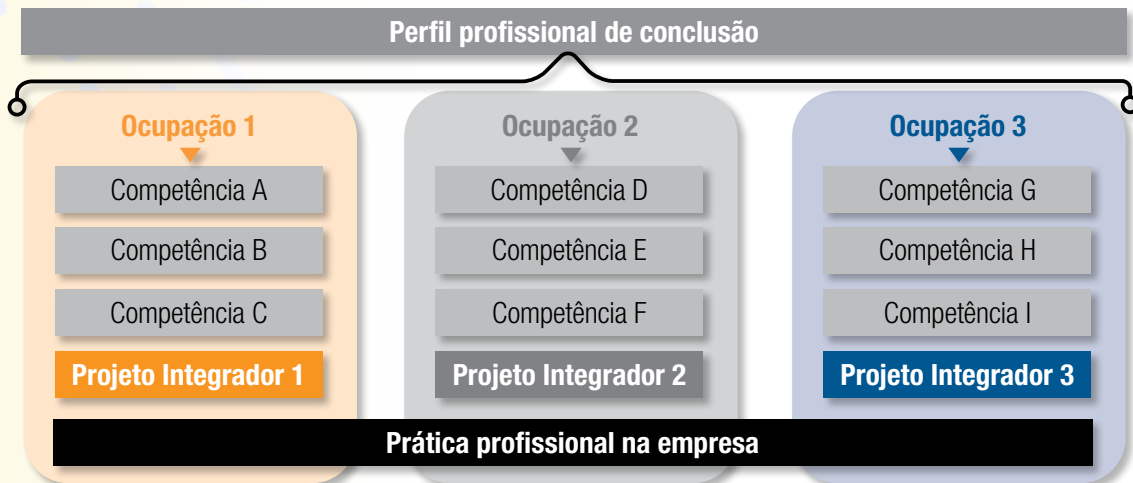 Perfil profissional de conclusão
Ocupação 1
Competência A
Competência B
Competência C
Projeto Integrador 1
Ocupação 2
Competência D
Competência E
Competência F
Projeto Integrador 2
Ocupação 3
Competência G
Competência H
Competência I
Projeto Integrador 3
Prática profissional na empresa